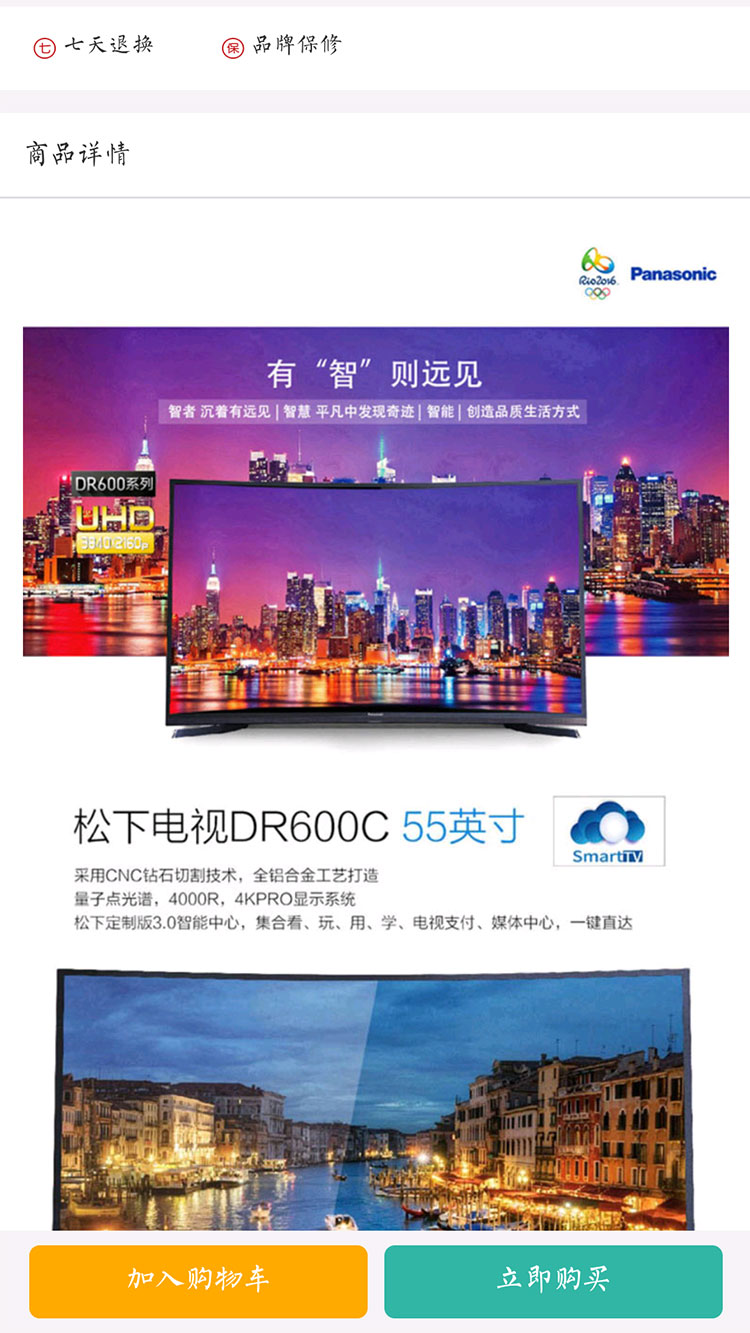 七 七天退换
保 品牌保修
商品详情
Rio2016
Panasonic
有“智”则远见
智者 沉着有远见 | 智慧 平凡中发现奇迹 | 智能 | 创造品质生活方式
DR600系列
UHD
3840\2160p
松下电视DR600C 55英寸
SmartTV
采用CNC钻石切割技术，全铝合金工艺打造
量子点光谱，4000R，4KPRO显示系统
松下定制版3.0智能中心，集合看、玩、用、学、电视支付、媒体中心，一键直达
加入购物车
立即购买